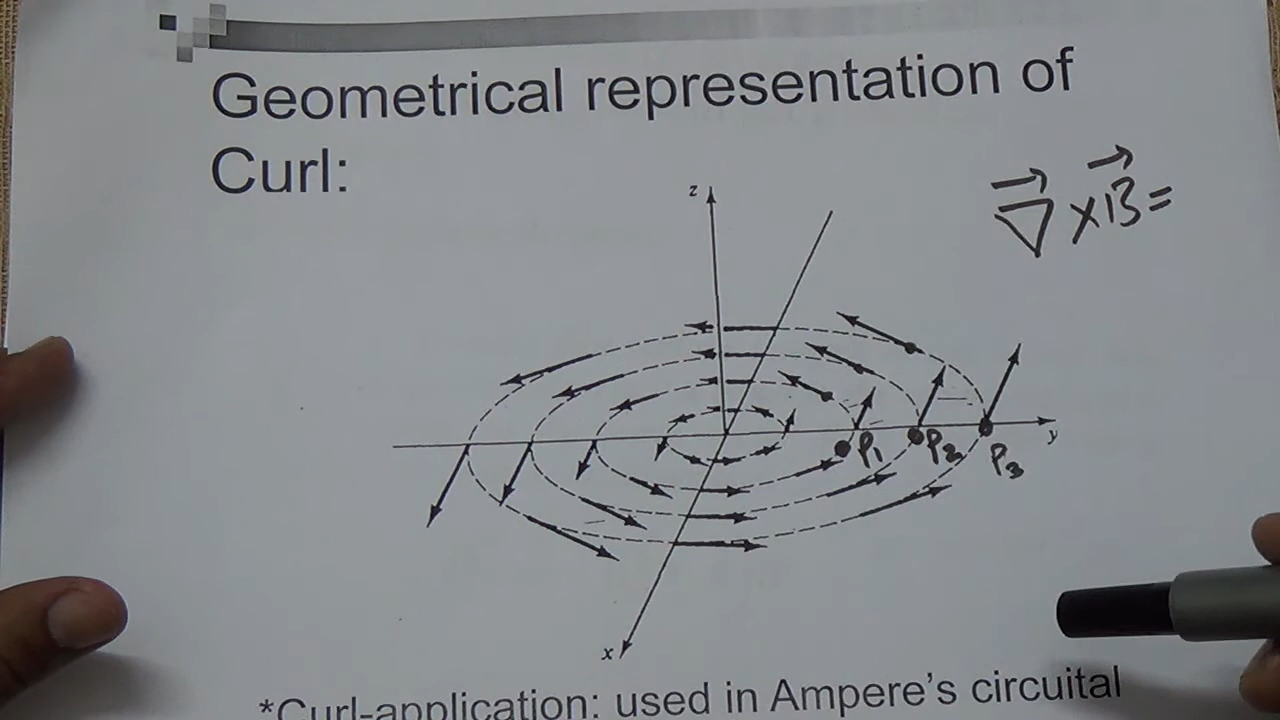 Geometrical representation of
Curl:
∇⃗ × B⃗ =
z
P₁
P₂
P₃
y
x
*Curl-application: used in Ampere's circuital